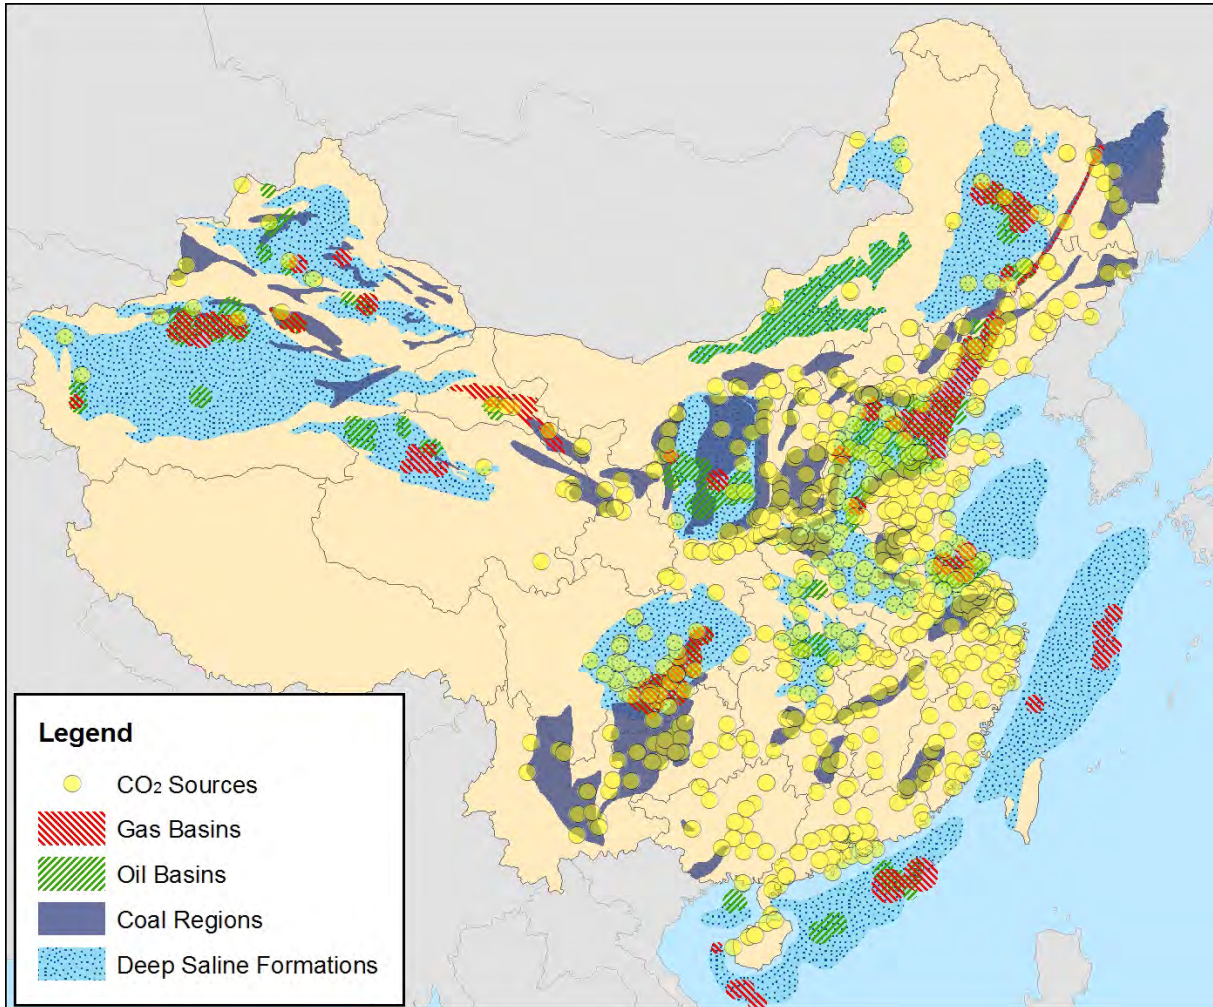 Legend
CO₂ Sources
Gas Basins
Oil Basins
Coal Regions
Deep Saline Formations